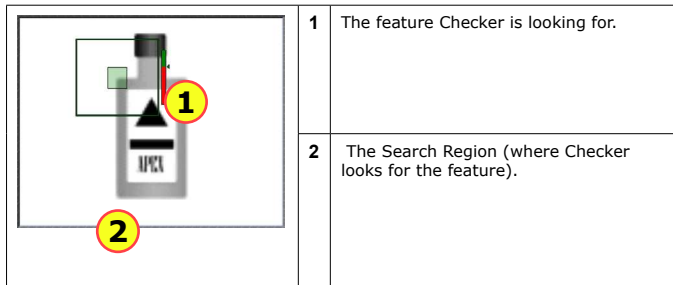 1
2
APEX
1 The feature Checker is looking for.
2 The Search Region (where Checker
looks for the feature).